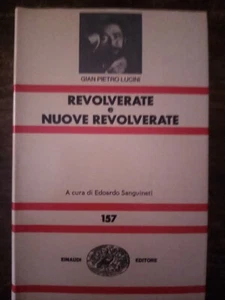 GIAN PIETRO LUCINI
REVOLVERATE
e
NUOVE REVOLVERATE
A cura di Edoardo Sanguineti
157
EINAUDI EDITORE